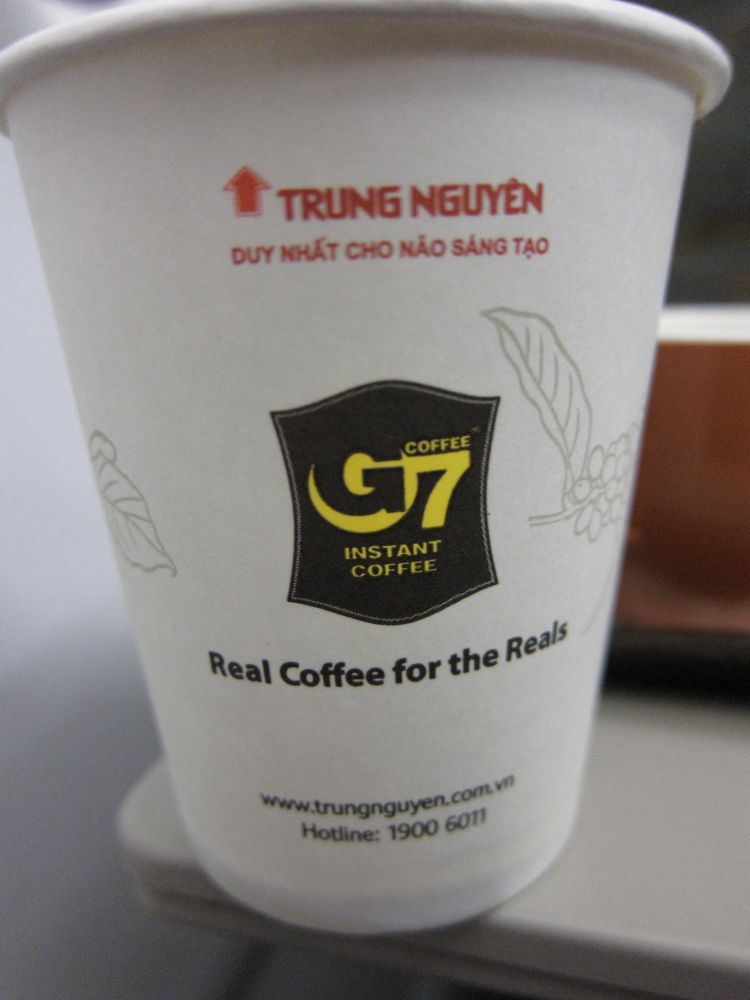 TRUNG NGUYÊN
DUY NHẤT CHO NÃO SÁNG TẠO
COFFEE
G7
INSTANT
COFFEE
Real Coffee for the Reals
www.trungnguyen.com.vn
Hotline: 1900 6011